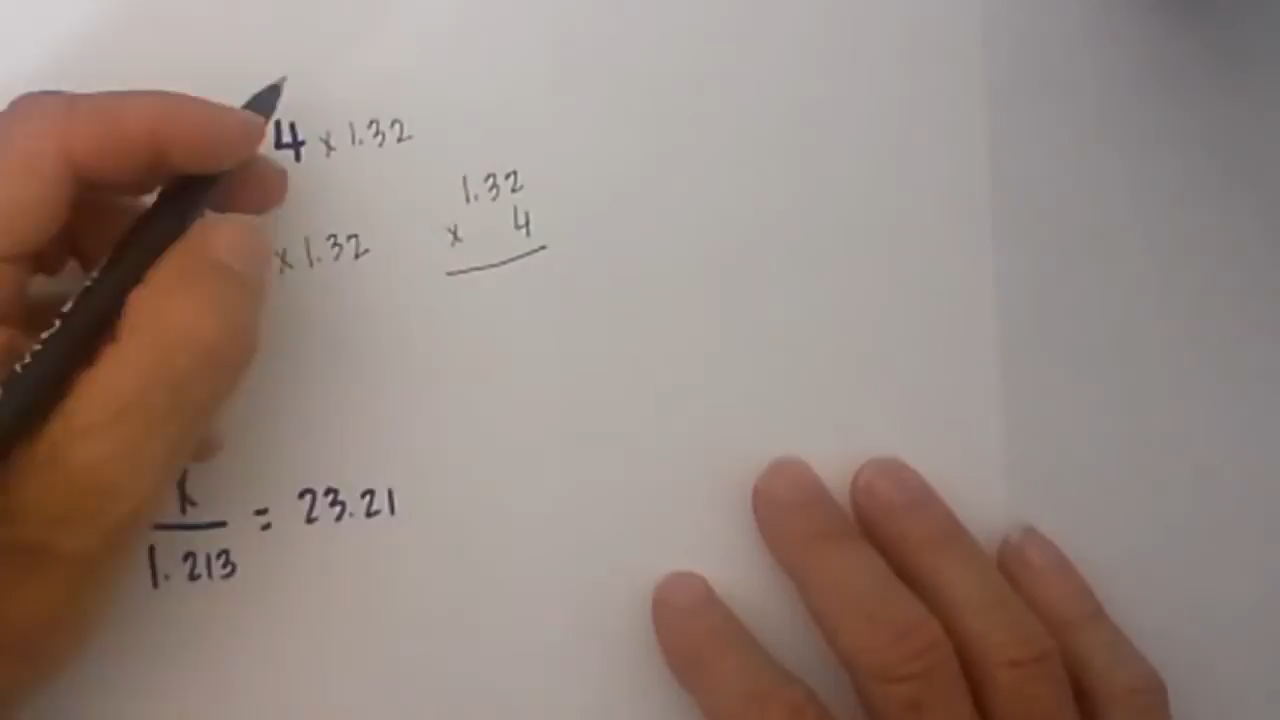 4 x 1.32
1.32
x 4
x 1.32
x
1.213
= 23.21